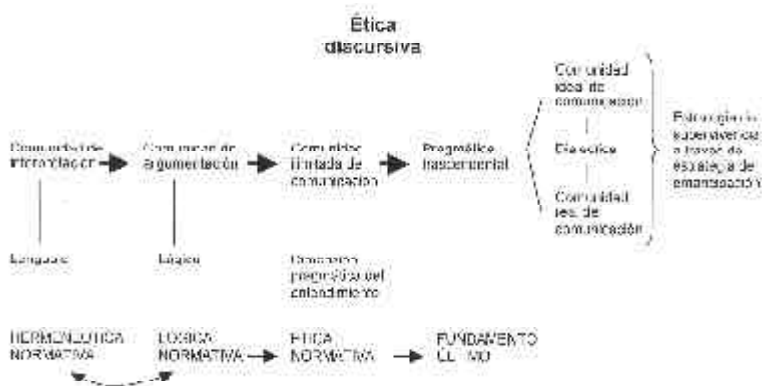 Ética
discursiva
Comunidad
ideal de
comunicación
Comunidad de
interpretación
Comunidad de
argumentación
Comunidad
ilimitada de
comunicación
Pragmática
trascendental
Dialéctica
Comunidad
real de
comunicación
Estrategia de
supervivencia
a través de
estrategia de
emancipación
Lenguaje
Lógica
Dimensión
pragmática del
entendimiento
HERMENÉUTICA
NORMATIVA
LÓGICA
NORMATIVA
ÉTICA
NORMATIVA
FUNDAMENTO
ÚLTIMO